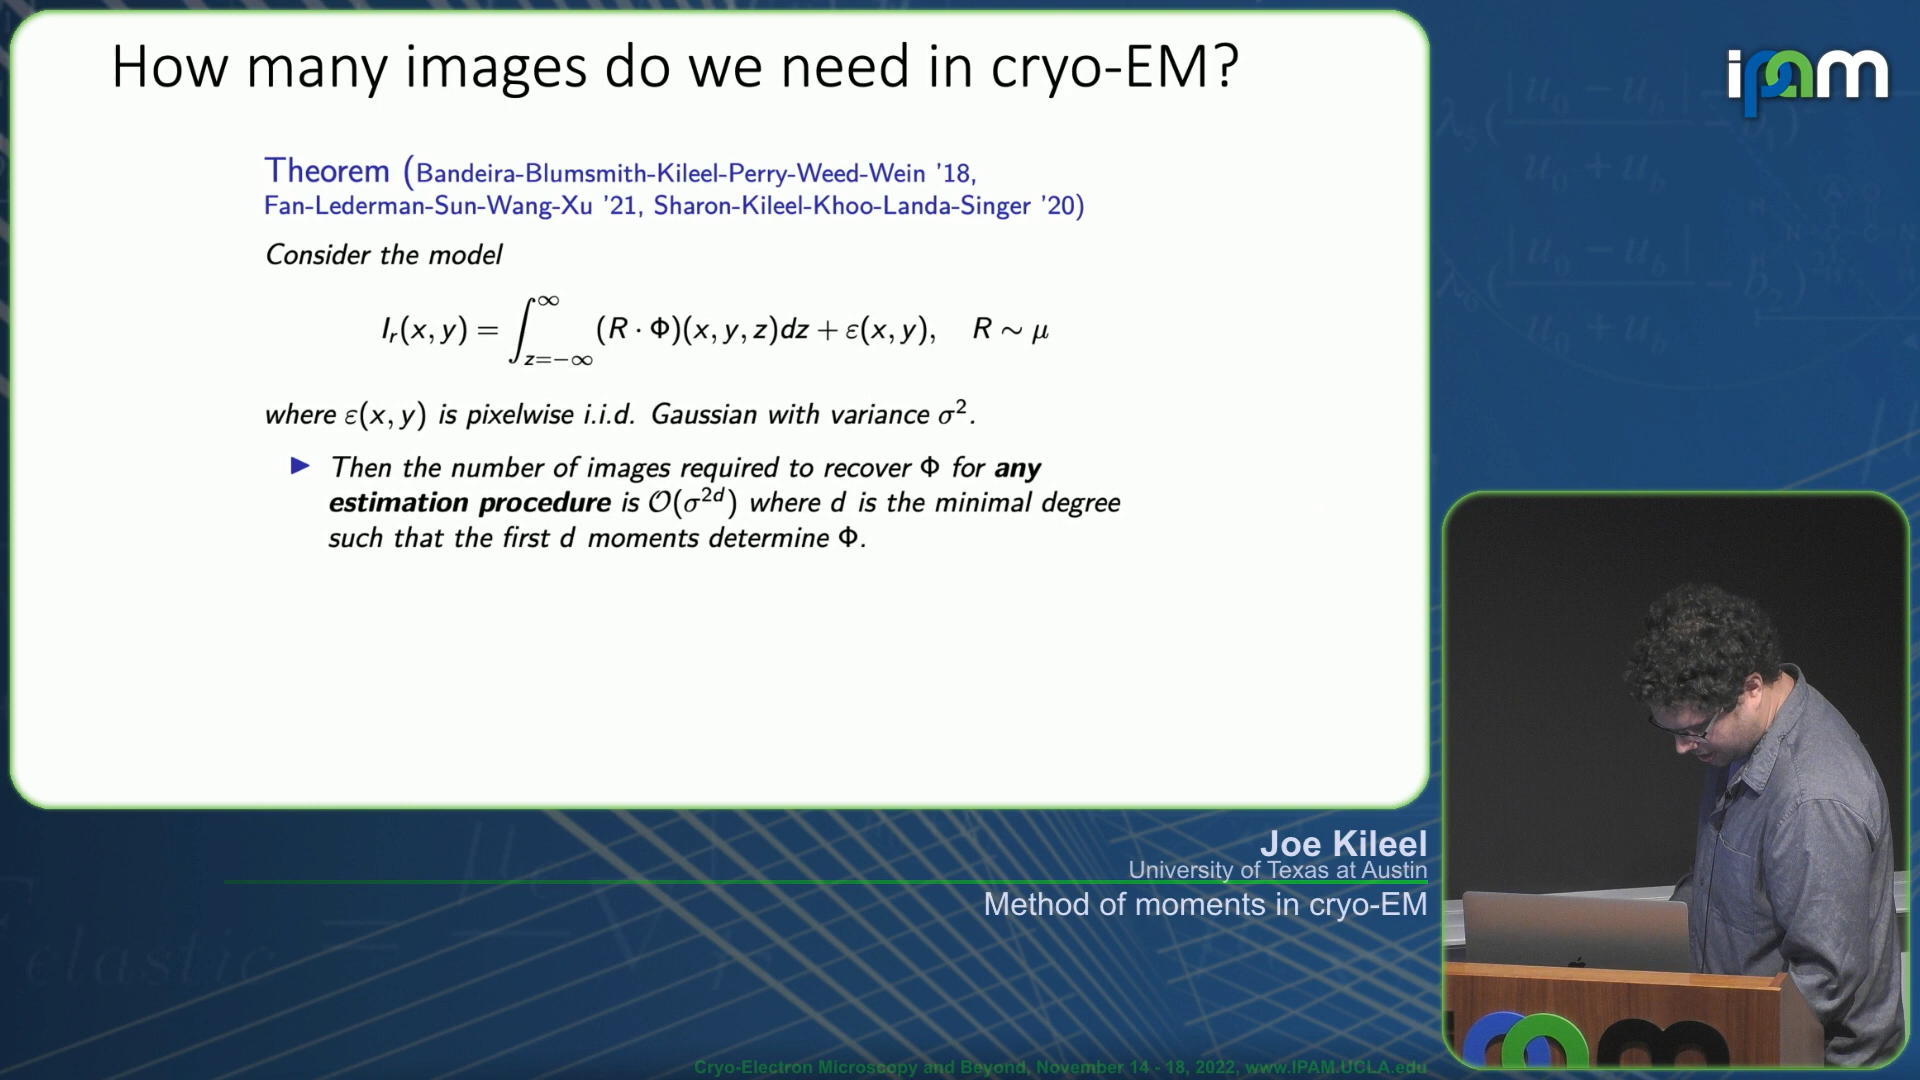 How many images do we need in cryo-EM?
ipam
Theorem (Bandeira-Blumsmith-Kileel-Perry-Weed-Wein '18,
Fan-Lederman-Sun-Wang-Xu '21, Sharon-Kileel-Khoo-Landa-Singer '20)
Consider the model
I_r(x, y) = ∫_{z=−∞}^{∞} (R · Φ)(x, y, z)dz + ε(x, y), R ∼ μ
where ε(x, y) is pixelwise i.i.d. Gaussian with variance σ².
▶ Then the number of images required to recover Φ for any
estimation procedure is O(σ^{2d}) where d is the minimal degree
such that the first d moments determine Φ.
Joe Kileel
University of Texas at Austin
Method of moments in cryo-EM
Cryo-Electron Microscopy and Beyond, November 14 - 18, 2022, www.IPAM.UCLA.edu
elastic